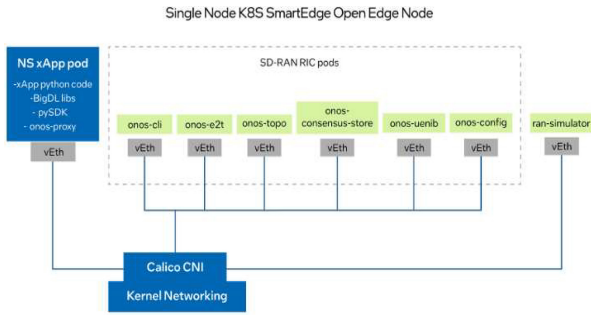 Single Node K8S SmartEdge Open Edge Node
NS xApp pod
-xApp python code
-BigDL libs
- pySDK
- onos-proxy
vEth
SD-RAN RIC pods
onos-cli
onos-e2t
onos-topo
onos-
consensus-store
onos-uenib
onos-config
ran-simulator
vEth
vEth
vEth
vEth
vEth
vEth
vEth
Calico CNI
Kernel Networking